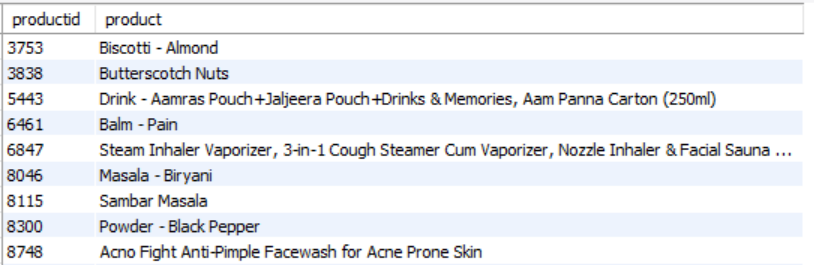 productid product
3753 Biscotti - Almond
3838 Butterscotch Nuts
5443 Drink - Aamras Pouch+Jaljeera Pouch+Drinks & Memories, Aam Panna Carton (250ml)
6461 Balm - Pain
6847 Steam Inhaler Vaporizer, 3-in-1 Cough Steamer Cum Vaporizer, Nozzle Inhaler & Facial Sauna ...
8046 Masala - Biryani
8115 Sambar Masala
8300 Powder - Black Pepper
8748 Acno Fight Anti-Pimple Facewash for Acne Prone Skin